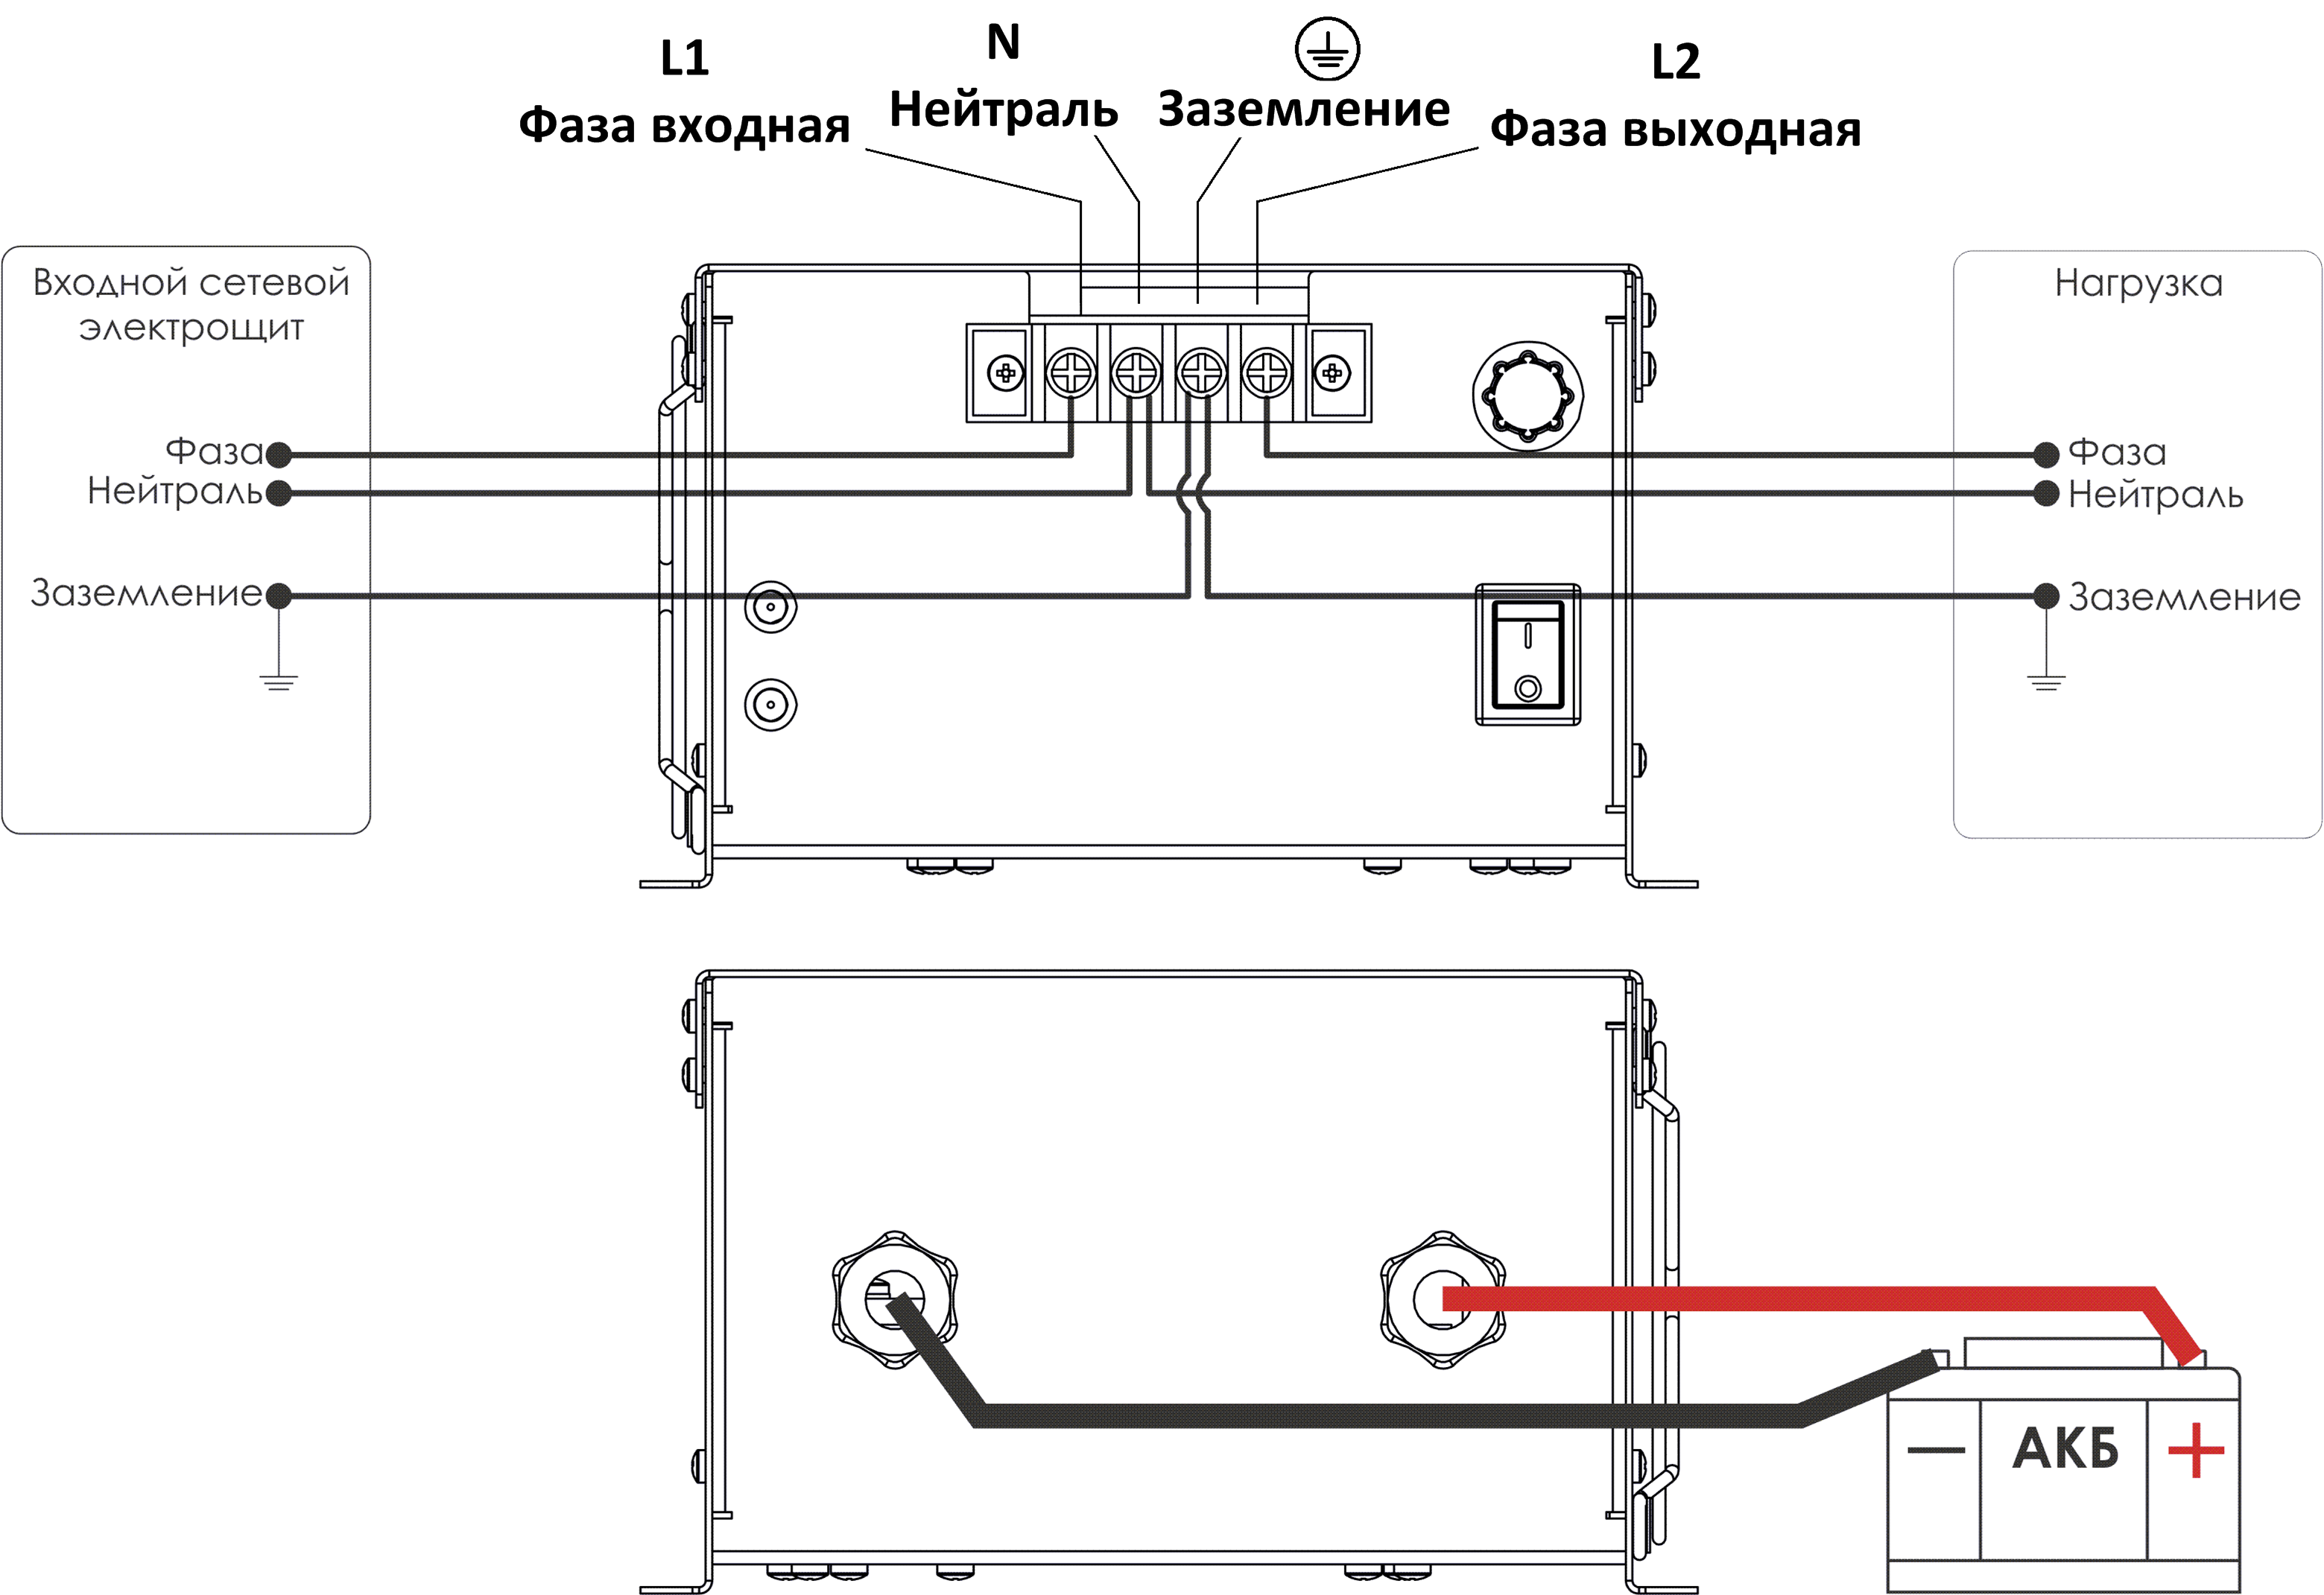 L1
Фаза входная
N
Нейтраль
Заземление
L2
Фаза выходная
Входной сетевой
электрощит
Фаза
Нейтраль
Заземление
Нагрузка
Фаза
Нейтраль
Заземление
— АКБ +